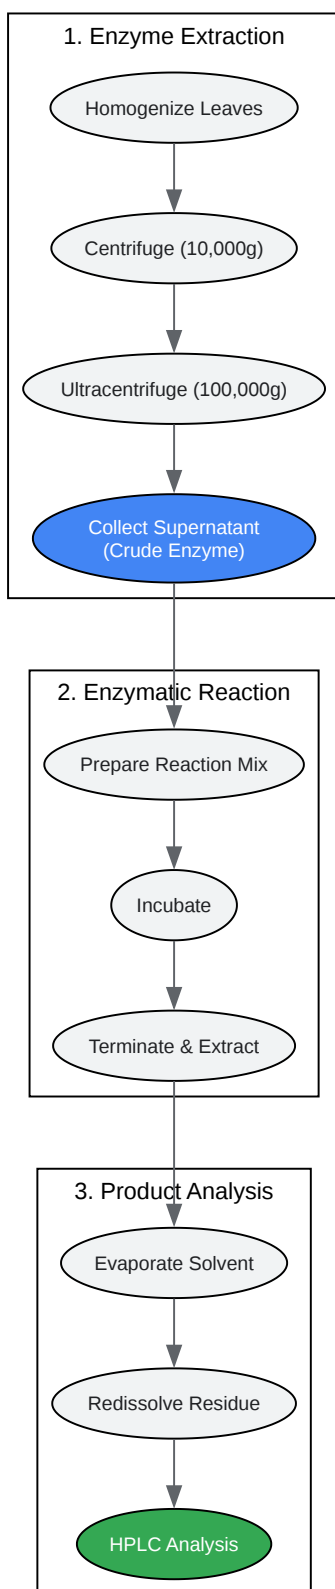 1. Enzyme Extraction
Homogenize Leaves
Centrifuge (10,000g)
Ultracentrifuge (100,000g)
Collect Supernatant
(Crude Enzyme)
2. Enzymatic Reaction
Prepare Reaction Mix
Incubate
Terminate & Extract
3. Product Analysis
Evaporate Solvent
Redissolve Residue
HPLC Analysis